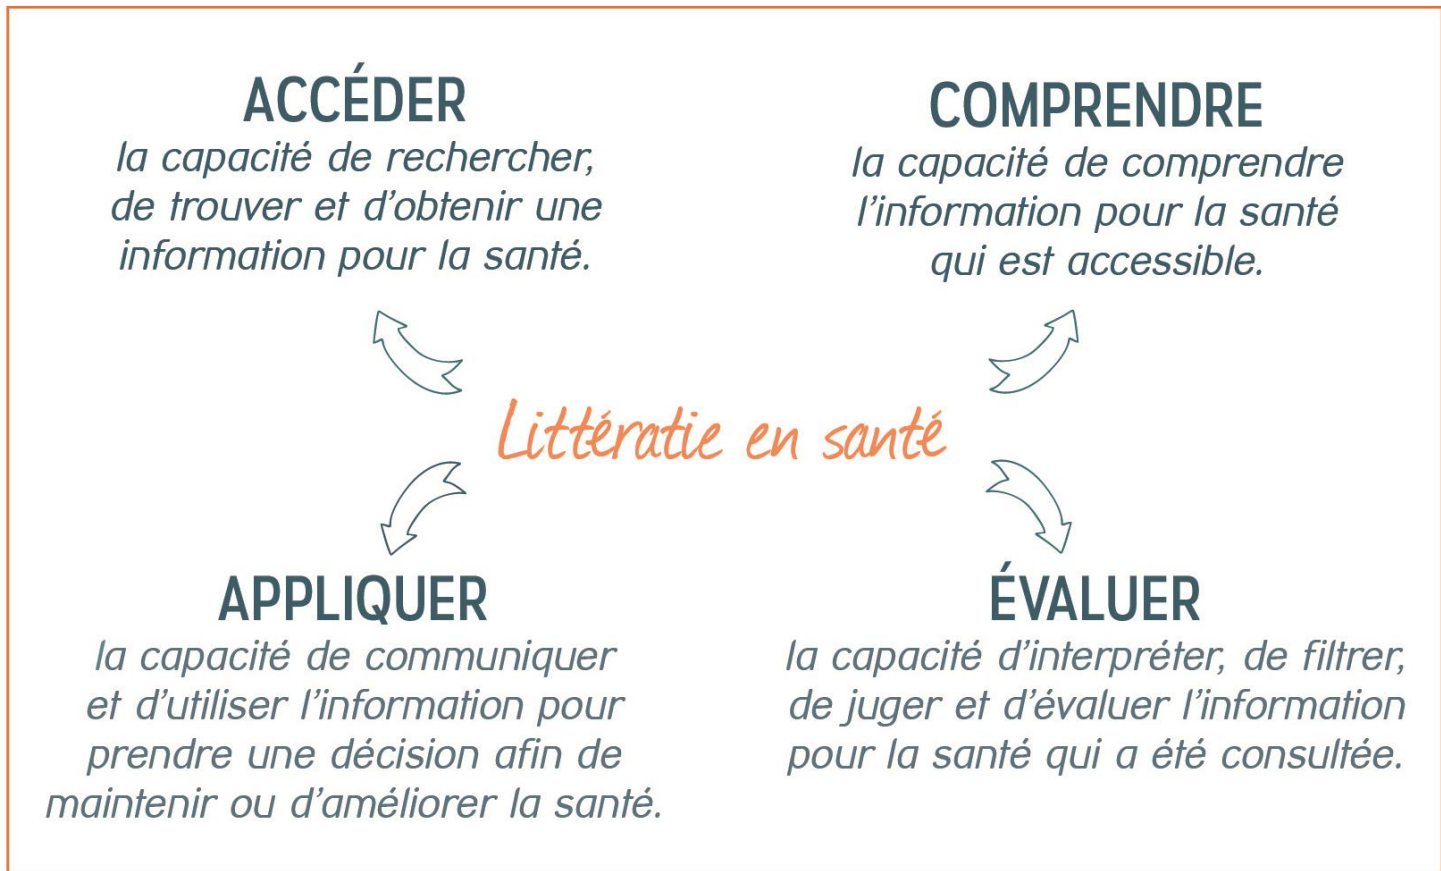 ACCÉDER
la capacité de rechercher,
de trouver et d'obtenir une
information pour la santé.
COMPRENDRE
la capacité de comprendre
l'information pour la santé
qui est accessible.
Littératie en santé
APPLIQUER
la capacité de communiquer
et d'utiliser l'information pour
prendre une décision afin de
maintenir ou d'améliorer la santé.
ÉVALUER
la capacité d'interpréter, de filtrer,
de juger et d'évaluer l'information
pour la santé qui a été consultée.